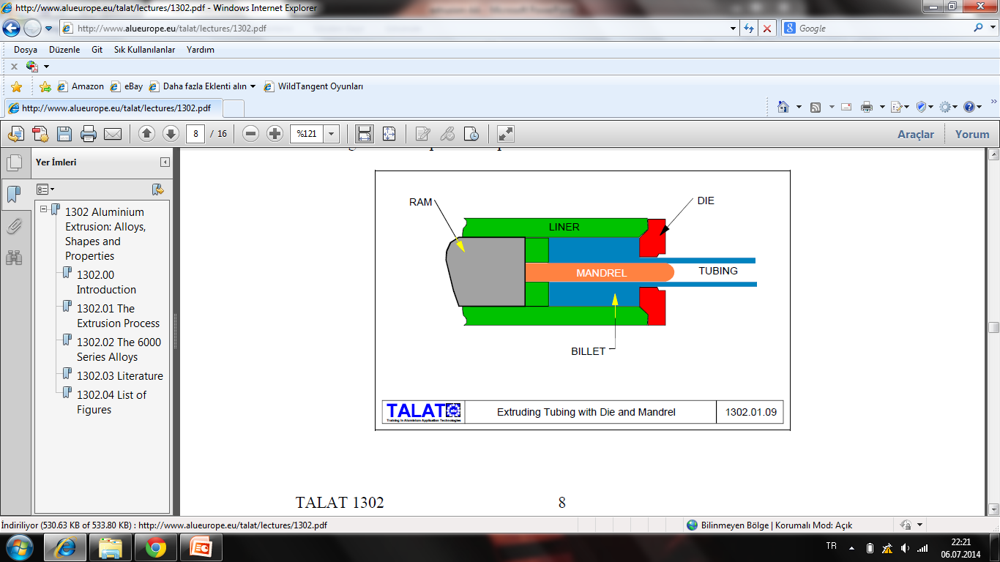 http://www.alueurope.eu/talat/lectures/1302.pdf - Windows Internet Explorer
http://www.alueurope.eu/talat/lectures/1302.pdf
Google
Dosya Düzenle Git Sık Kullanılanlar Yardım
Amazon eBay Daha fazla Eklenti alın WildTangent Oyunları
http://www.alueurope.eu/talat/lectures/1302.pdf
8 / 16 %121 Araçlar Yorum
Yer İmleri
1302 Aluminium
Extrusion: Alloys,
Shapes and
Properties
1302.00
Introduction
1302.01 The
Extrusion Process
1302.02 The 6000
Series Alloys
1302.03 Literature
1302.04 List of
Figures
RAM
DIE
LINER
MANDREL
TUBING
BILLET
TALAT
Training in Aluminium Application Technologies
Extruding Tubing with Die and Mandrel
1302.01.09
TALAT 1302 8
İndiriliyor (530.63 KB of 533.80 KB) : http://www.alueurope.eu/talat/lectures/1302.pdf
Bilinmeyen Bölge | Korumalı Mod: Açık
TR
22:21
06.07.2014